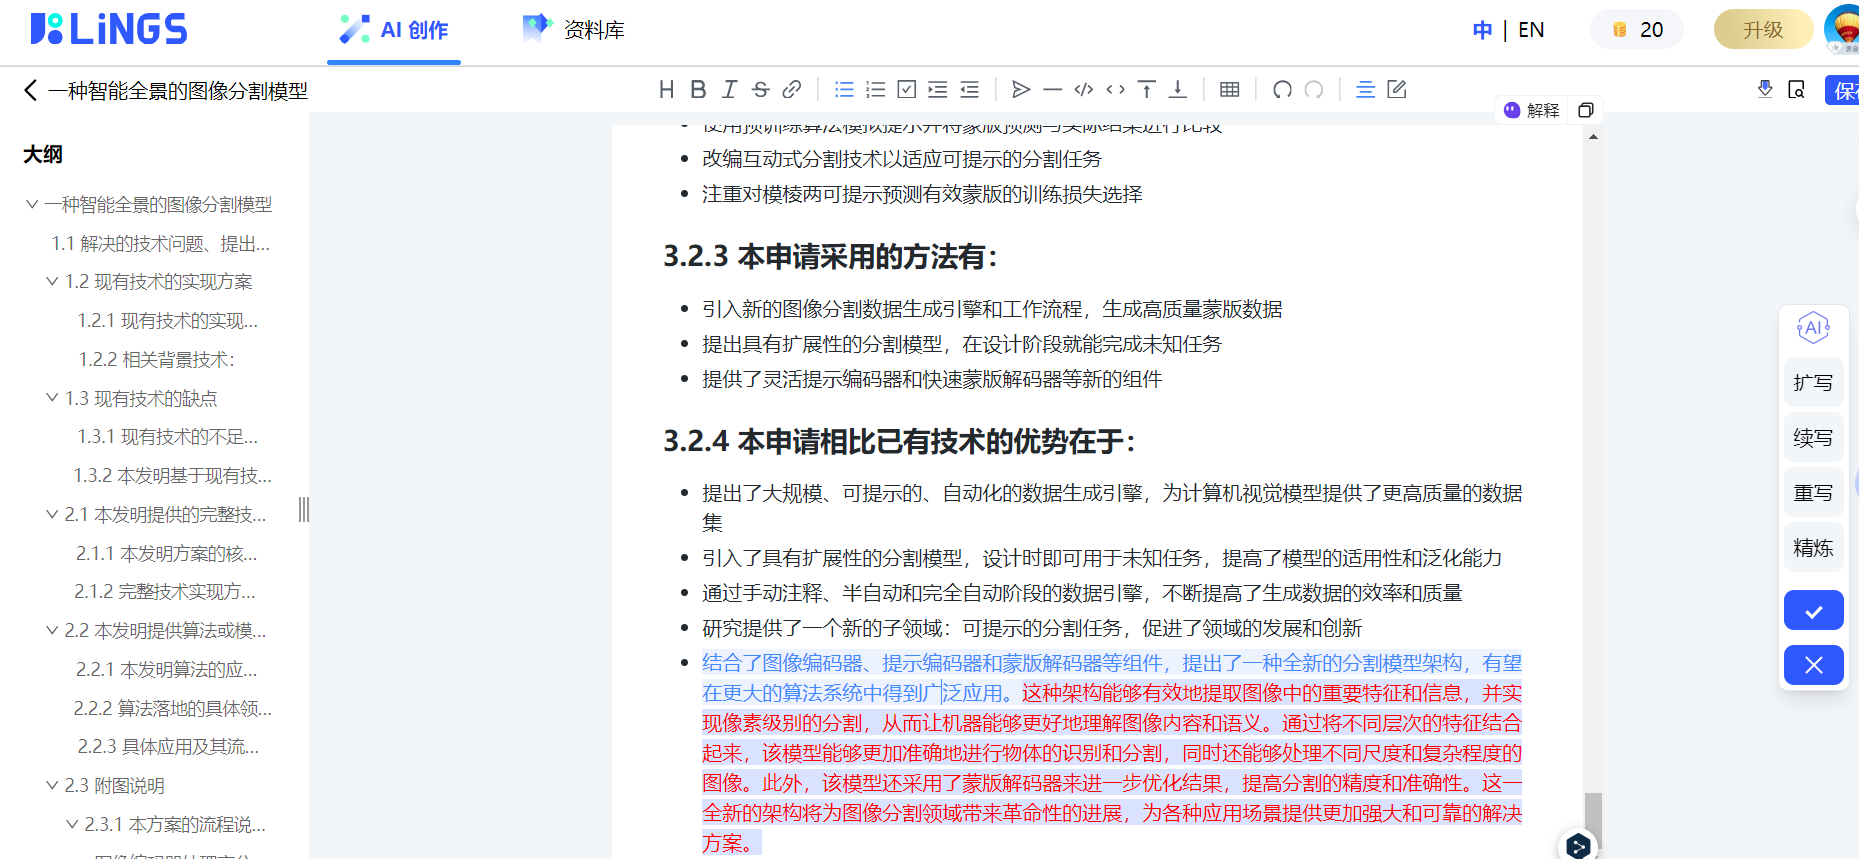 LiNGS
AI 创作
资料库
中 | EN
20
升级
一种智能全景的图像分割模型
解释
大纲
一种智能全景的图像分割模型
1.1 解决的技术问题、提出...
1.2 现有技术的实现方案
1.2.1 现有技术的实现...
1.2.2 相关背景技术：
1.3 现有技术的缺点
1.3.1 现有技术的不足...
1.3.2 本发明基于现有技...
2.1 本发明提供的完整技...
2.1.1 本发明方案的核...
2.1.2 完整技术实现方...
2.2 本发明提供算法或模...
2.2.1 本发明算法的应...
2.2.2 算法落地的具体领...
2.2.3 具体应用及其流...
2.3 附图说明
2.3.1 本方案的流程说...
使用预训练算法模拟提示并将蒙版预测与实际结果进行比较
改编互动式分割技术以适应可提示的分割任务
注重对模棱两可提示预测有效蒙版的训练损失选择
3.2.3 本申请采用的方法有：
引入新的图像分割数据生成引擎和工作流程，生成高质量蒙版数据
提出具有扩展性的分割模型，在设计阶段就能完成未知任务
提供了灵活提示编码器和快速蒙版解码器等新的组件
3.2.4 本申请相比已有技术的优势在于：
提出了大规模、可提示的、自动化的数据生成引擎，为计算机视觉模型提供了更高质量的数据
集
引入了具有扩展性的分割模型，设计时即可用于未知任务，提高了模型的适用性和泛化能力
通过手动注释、半自动和完全自动阶段的数据引擎，不断提高了生成数据的效率和质量
研究提供了一个新的子领域：可提示的分割任务，促进了领域的发展和创新
结合了图像编码器、提示编码器和蒙版解码器等组件，提出了一种全新的分割模型架构，有望
在更大的算法系统中得到广泛应用。这种架构能够有效地提取图像中的重要特征和信息，并实
现像素级别的分割，从而让机器能够更好地理解图像内容和语义。通过将不同层次的特征结合
起来，该模型能够更加准确地进行物体的识别和分割，同时还能够处理不同尺度和复杂程度的
图像。此外，该模型还采用了蒙版解码器来进一步优化结果，提高分割的精度和准确性。这一
全新的架构将为图像分割领域带来革命性的进展，为各种应用场景提供更加强大和可靠的解决
方案。
AI
扩写
续写
重写
精炼